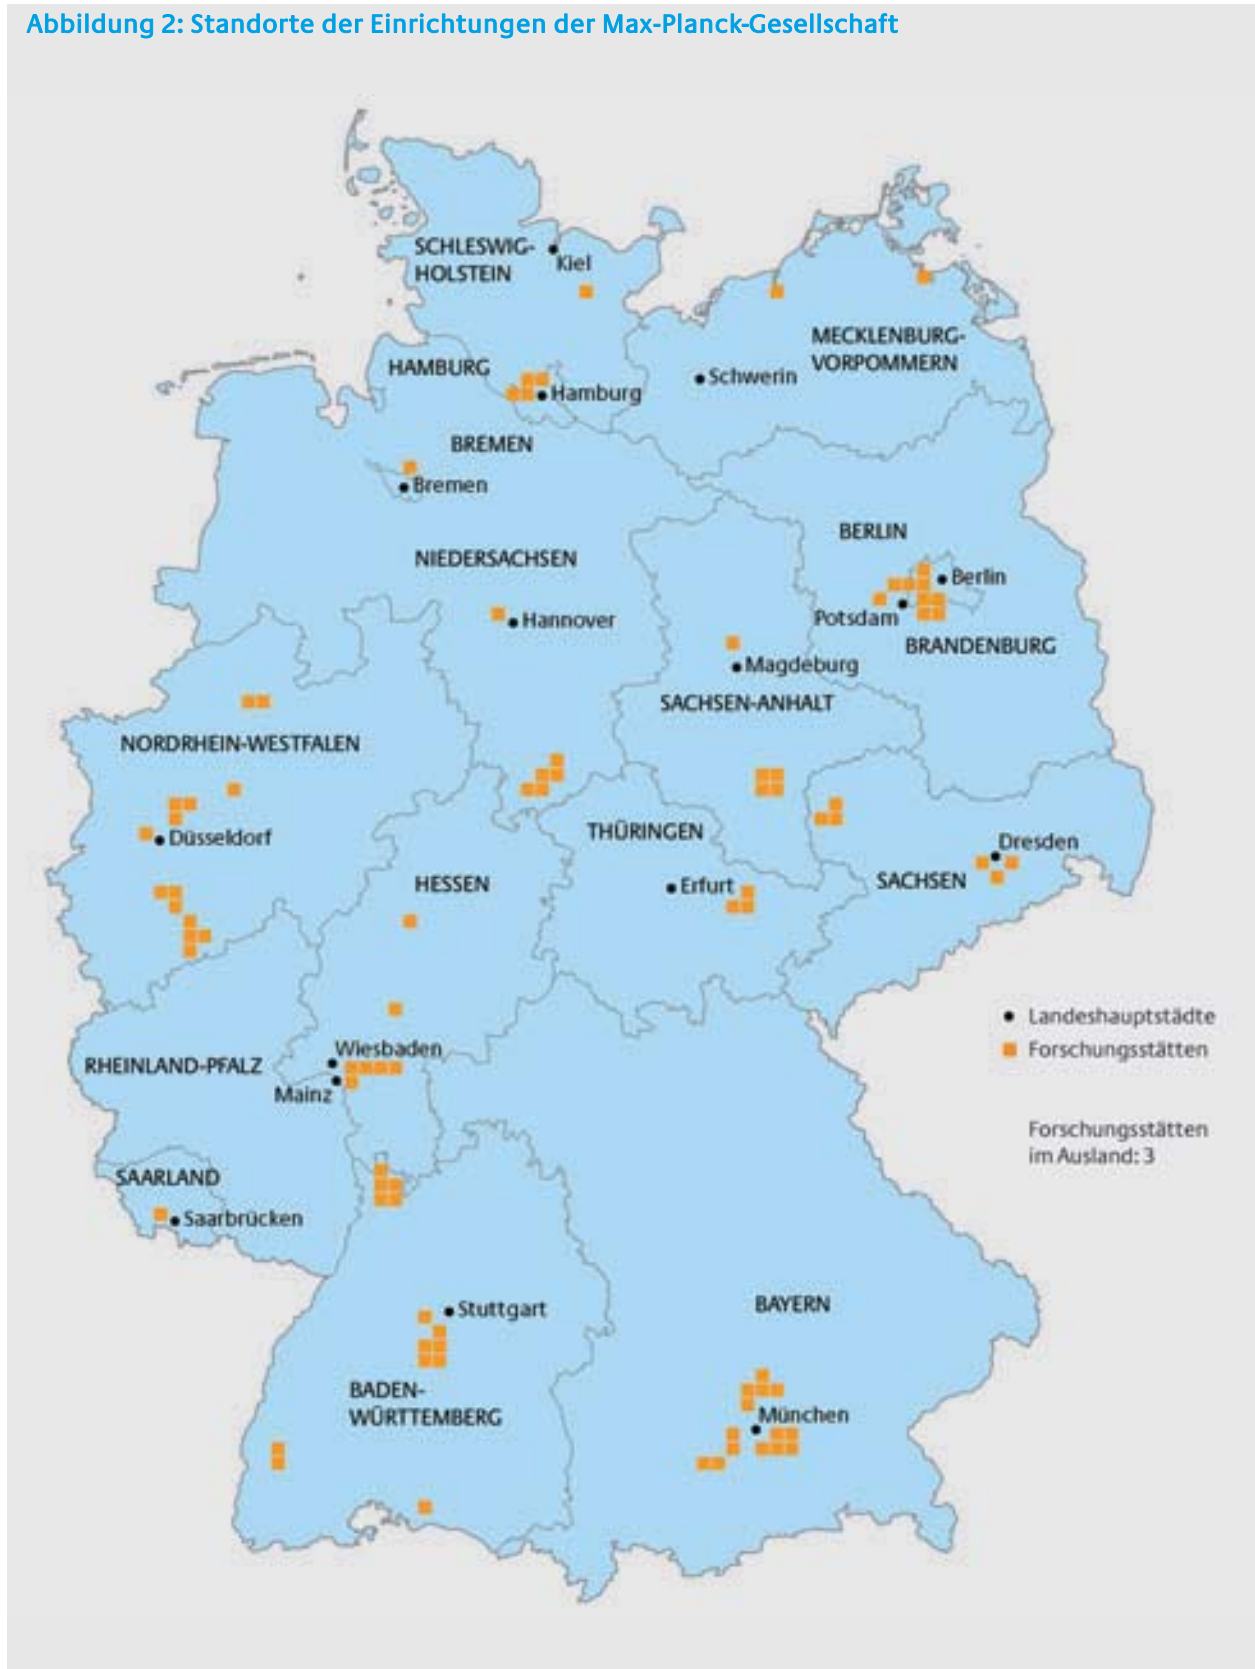 Abbildung 2: Standorte der Einrichtungen der Max-Planck-Gesellschaft
SCHLESWIG-
HOLSTEIN
Kiel
MECKLENBURG-
VORPOMMERN
HAMBURG
Schwerin
Hamburg
BREMEN
Bremen
BERLIN
NIEDERSACHSEN
Berlin
Hannover
Potsdam
BRANDENBURG
Magdeburg
SACHSEN-ANHALT
NORDRHEIN-WESTFALEN
THÜRINGEN
Düsseldorf
Dresden
HESSEN
Erfurt
SACHSEN
Landeshauptstädte
Forschungsstätten
Wiesbaden
RHEINLAND-PFALZ
Mainz
Forschungsstätten
im Ausland: 3
SAARLAND
Saarbrücken
Stuttgart
BAYERN
BADEN-
WÜRTTEMBERG
München